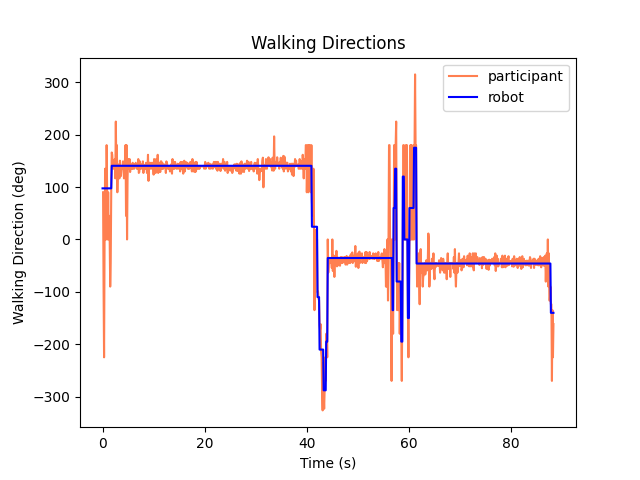 Walking Directions
participant
robot
Walking Direction (deg)
300
200
100
0
−100
−200
−300
0 20 40 60 80
Time (s)